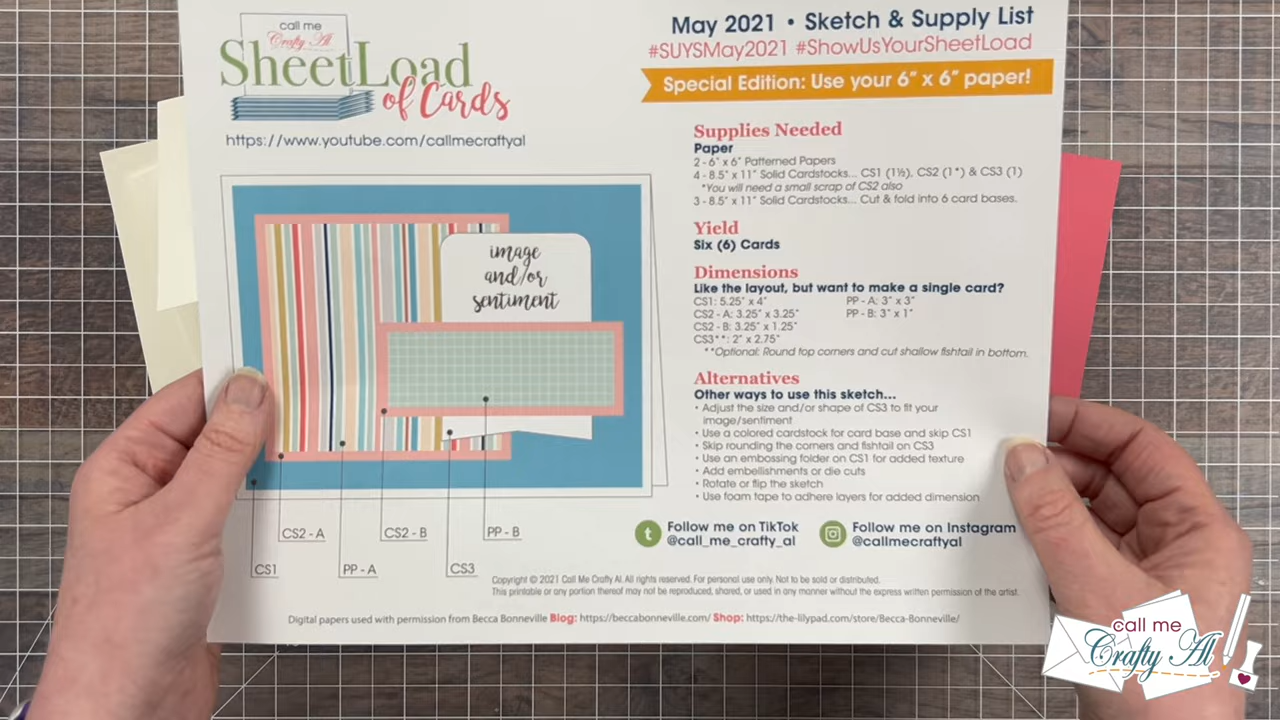 call me
Crafty Al
SheetLoad
of Cards
https://www.youtube.com/callmecraftyal
May 2021 • Sketch & Supply List
#SUYSMay2021 #ShowUsYourSheetLoad
Special Edition: Use your 6" x 6" paper!
image
and/or
sentiment
CS2 - A
CS2 - B
PP - B
CS1
PP - A
CS3
Supplies Needed
Paper
2 - 6" x 6" Patterned Papers
4 - 8.5" x 11" Solid Cardstocks... CS1 (1½), CS2 (1*) & CS3 (1)
*You will need a small scrap of CS2 also
3 - 8.5" x 11" Solid Cardstocks... Cut & fold into 6 card bases.
Yield
Six (6) Cards
Dimensions
Like the layout, but want to make a single card?
CS1: 5.25" x 4" PP - A: 3" x 3"
CS2 - A: 3.25" x 3.25" PP - B: 3" x 1"
CS2 - B: 3.25" x 1.25"
CS3**: 2" x 2.75"
**Optional: Round top corners and cut shallow fishtail in bottom.
Alternatives
Other ways to use this sketch...
• Adjust the size and/or shape of CS3 to fit your
image/sentiment
• Use a colored cardstock for card base and skip CS1
• Skip rounding the corners and fishtail on CS3
• Use an embossing folder on CS1 for added texture
• Add embellishments or die cuts
• Rotate or flip the sketch
• Use foam tape to adhere layers for added dimension
t Follow me on TikTok
@call_me_crafty_al
Follow me on Instagram
@callmecraftyal
Copyright © 2021 Call Me Crafty Al. All rights reserved. For personal use only. Not to be sold or distributed.
This printable or any portion thereof may not be reproduced, shared, or used in any manner without the express written permission of the artist.
Digital papers used with permission from Becca Bonneville Blog: https://beccabonneville.com/ Shop: https://the-lilypad.com/store/Becca-Bonneville/
call me
Crafty Al